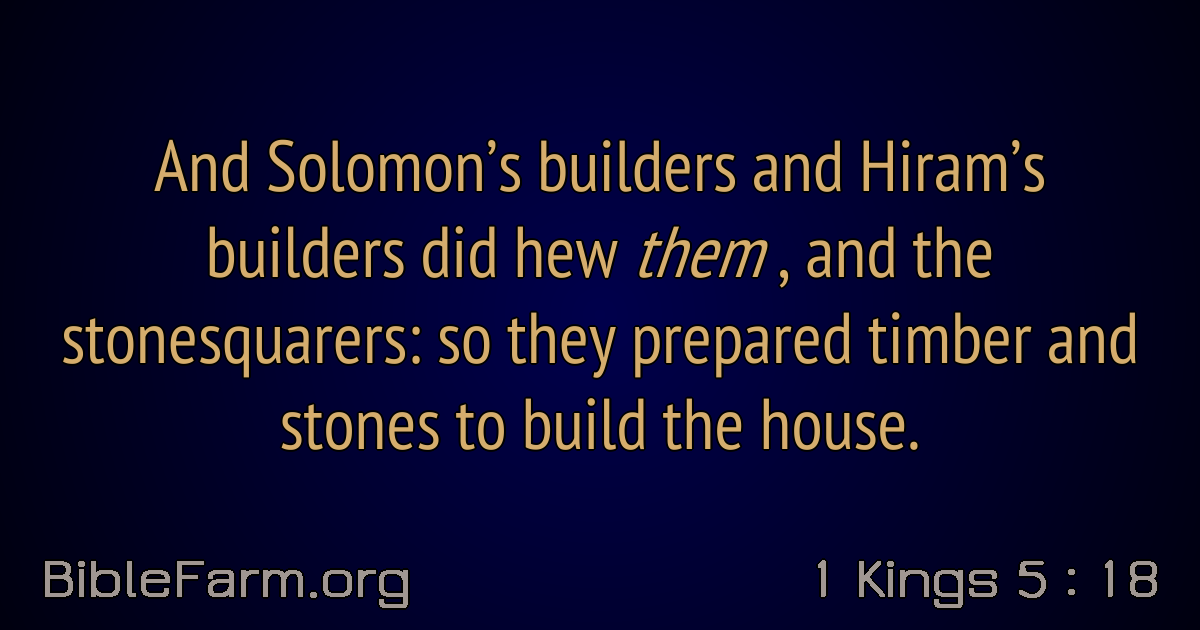 And Solomon’s builders and Hiram’s
builders did hew them , and the
stonesquarers: so they prepared timber and
stones to build the house.
BibleFarm.org
1 Kings 5 : 18